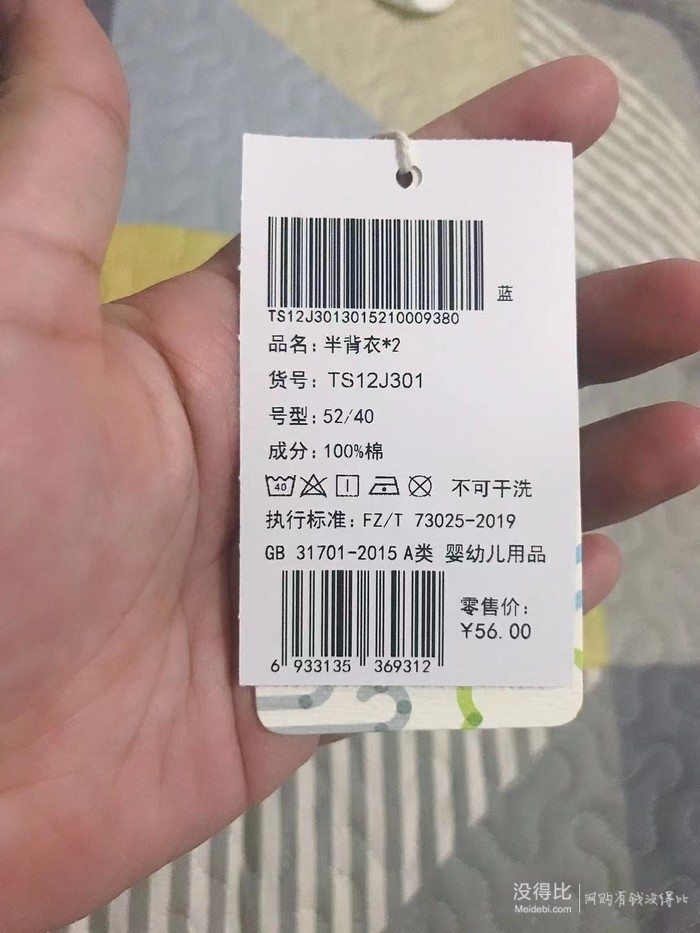 蓝
TS12J3013015210009380
品名：半背衣*2
货号：TS12J301
号型：52/40
成分：100%棉
40 不可干洗
执行标准：FZ/T 73025-2019
GB 31701-2015 A类 婴幼儿用品
零售价：
¥56.00
6 933135 369312
没得比 网购有钱没得比
Meidebi.com